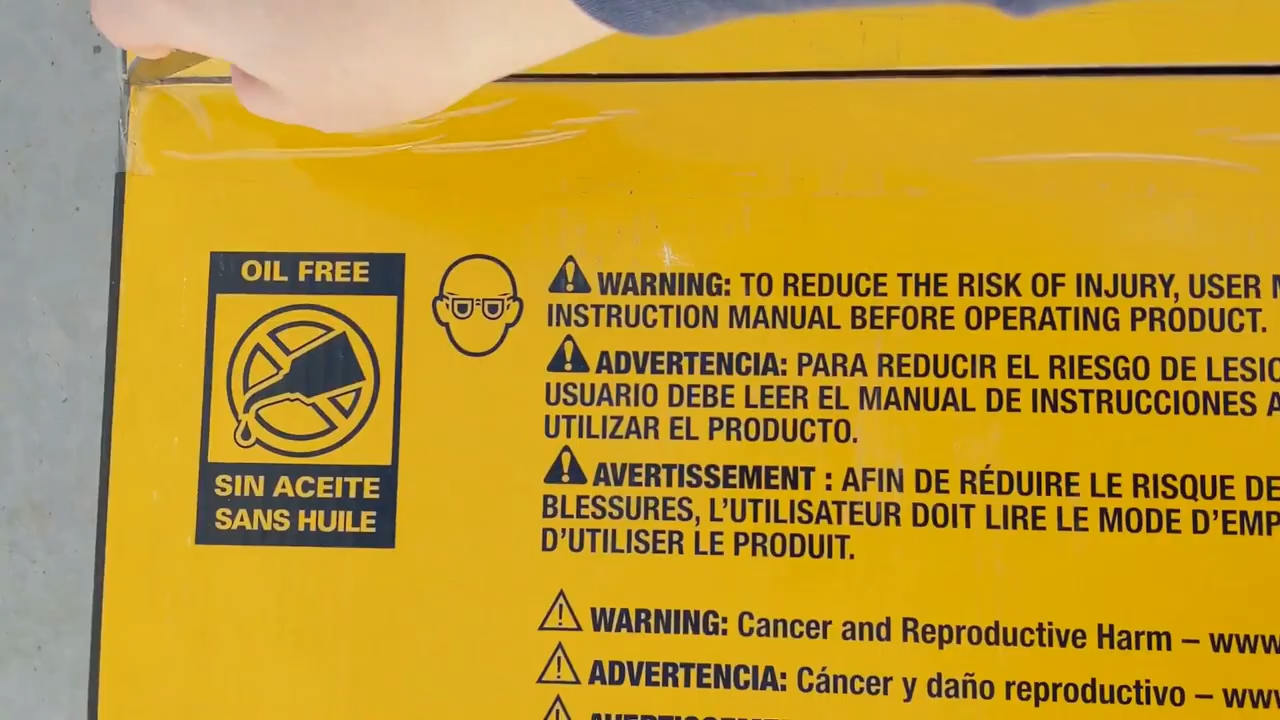 OIL FREE
SIN ACEITE
SANS HUILE
WARNING: TO REDUCE THE RISK OF INJURY, USER
INSTRUCTION MANUAL BEFORE OPERATING PRODUCT.
ADVERTENCIA: PARA REDUCIR EL RIESGO DE
USUARIO DEBE LEER EL MANUAL DE INSTRUCCIONES
UTILIZAR EL PRODUCTO.
AVERTISSEMENT : AFIN DE RÉDUIRE LE RISQUE DE
BLESSURES, L'UTILISATEUR DOIT LIRE LE MODE
D'UTILISER LE PRODUIT.
WARNING: Cancer and Reproductive Harm –
ADVERTENCIA: Cáncer y daño reproductivo –